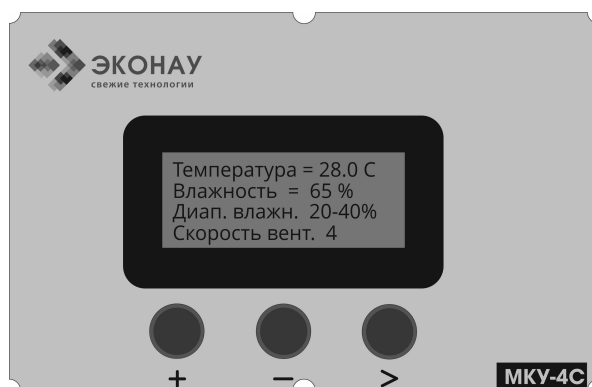 ЭКОНАУ
свежие технологии
Температура = 28.0 С
Влажность = 65 %
Диап. влажн. 20-40%
Скорость вент. 4
+ − >
МКУ-4С